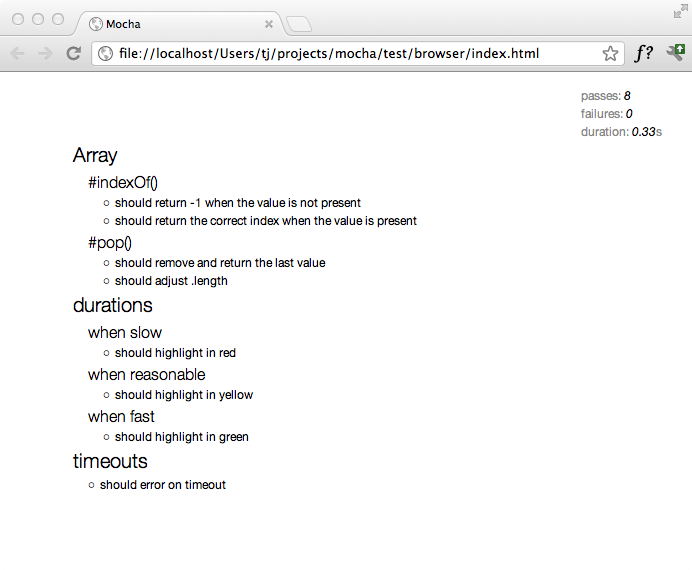 Mocha
file://localhost/Users/tj/projects/mocha/test/browser/index.html
f?
passes: 8
failures: 0
duration: 0.33s
Array
#indexOf()
should return -1 when the value is not present
should return the correct index when the value is present
#pop()
should remove and return the last value
should adjust .length
durations
when slow
should highlight in red
when reasonable
should highlight in yellow
when fast
should highlight in green
timeouts
should error on timeout